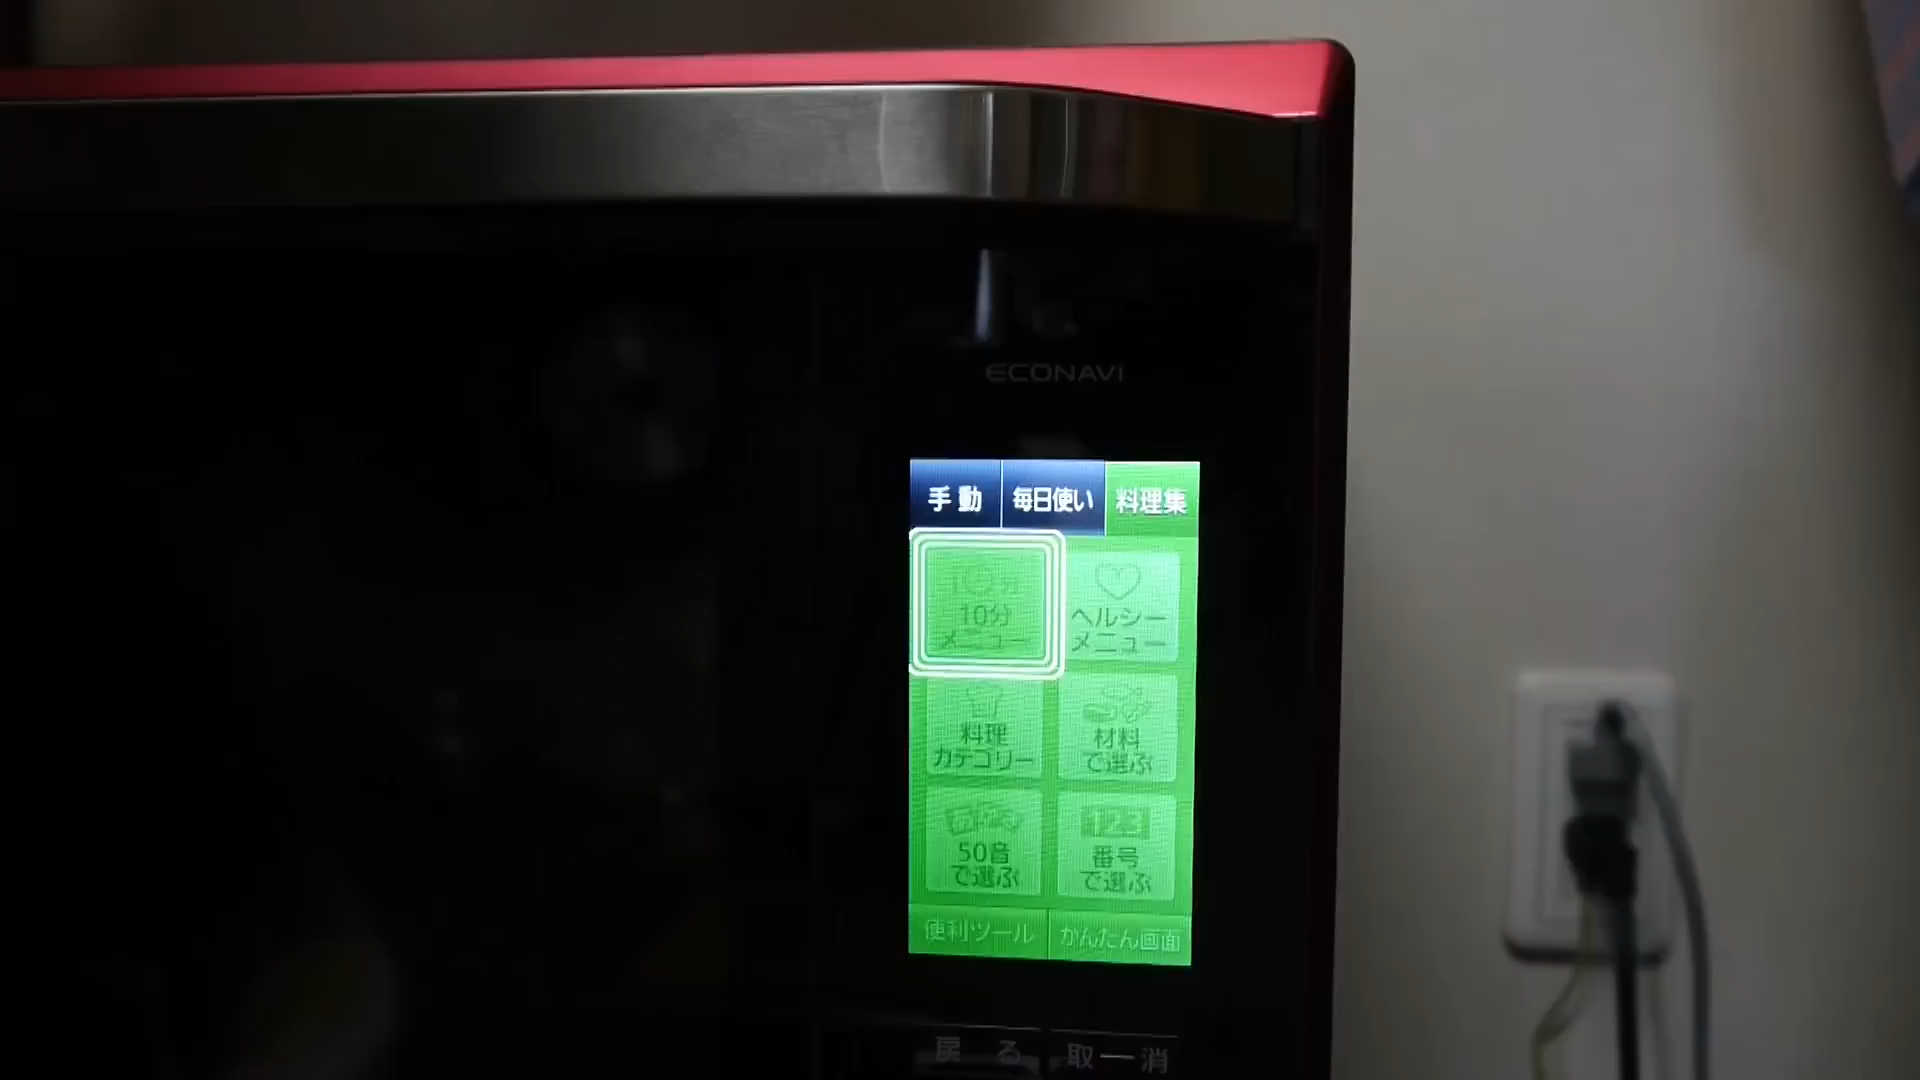 ECONAVI
手動 毎日使い 料理集
10分
10分
メニュー
ヘルシー
メニュー
料理
カテゴリー
材料
で選ぶ
50音
で選ぶ
123
番号
で選ぶ
便利ツール かんたん画面
戻る 取消